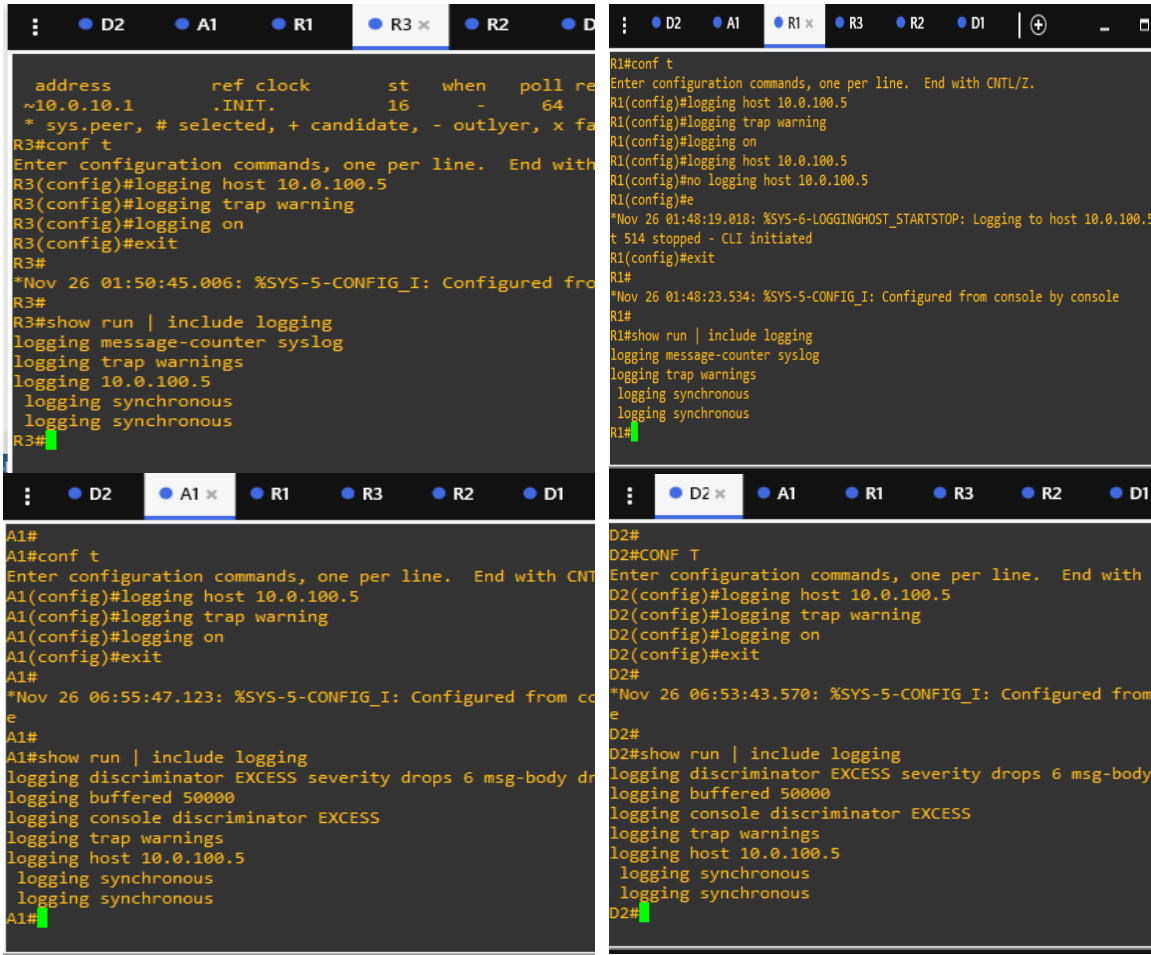 D2 A1 R1 R3 × R2 D
address ref clock st when poll re
~10.0.10.1 .INIT. 16 - 64
* sys.peer, # selected, + candidate, - outlyer, x fa
R3#conf t
Enter configuration commands, one per line. End with
R3(config)#logging host 10.0.100.5
R3(config)#logging trap warning
R3(config)#logging on
R3(config)#exit
R3#
*Nov 26 01:50:45.006: %SYS-5-CONFIG_I: Configured fro
R3#
R3#show run | include logging
logging message-counter syslog
logging trap warnings
logging 10.0.100.5
 logging synchronous
 logging synchronous
R3#
D2 A1 R1 × R3 R2 D1
R1#conf t
Enter configuration commands, one per line. End with CNTL/Z.
R1(config)#logging host 10.0.100.5
R1(config)#logging trap warning
R1(config)#logging on
R1(config)#logging host 10.0.100.5
R1(config)#no logging host 10.0.100.5
R1(config)#e
*Nov 26 01:48:19.018: %SYS-6-LOGGINGHOST_STARTSTOP: Logging to host 10.0.100.5
t 514 stopped - CLI initiated
R1(config)#exit
R1#
*Nov 26 01:48:23.534: %SYS-5-CONFIG_I: Configured from console by console
R1#
R1#show run | include logging
logging message-counter syslog
logging trap warnings
 logging synchronous
 logging synchronous
R1#
D2 A1 × R1 R3 R2 D1
A1#
A1#conf t
Enter configuration commands, one per line. End with CNT
A1(config)#logging host 10.0.100.5
A1(config)#logging trap warning
A1(config)#logging on
A1(config)#exit
A1#
*Nov 26 06:55:47.123: %SYS-5-CONFIG_I: Configured from co
e
A1#
A1#show run | include logging
logging discriminator EXCESS severity drops 6 msg-body dr
logging buffered 50000
logging console discriminator EXCESS
logging trap warnings
logging host 10.0.100.5
 logging synchronous
 logging synchronous
A1#
D2 × A1 R1 R3 R2 D1
D2#
D2#CONF T
Enter configuration commands, one per line. End with
D2(config)#logging host 10.0.100.5
D2(config)#logging trap warning
D2(config)#logging on
D2(config)#exit
D2#
*Nov 26 06:53:43.570: %SYS-5-CONFIG_I: Configured from
e
D2#
D2#show run | include logging
logging discriminator EXCESS severity drops 6 msg-body
logging buffered 50000
logging console discriminator EXCESS
logging trap warnings
logging host 10.0.100.5
 logging synchronous
 logging synchronous
D2#